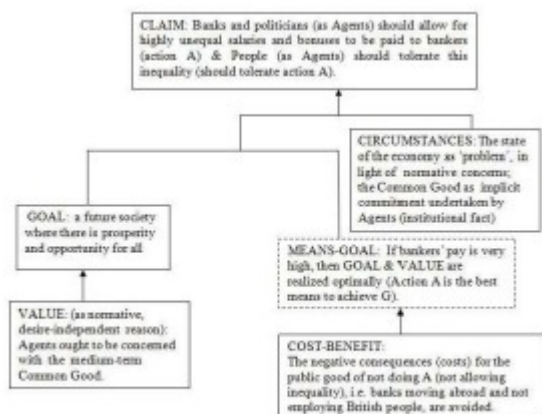 CLAIM: Banks and politicians (as Agents) should allow for
highly unequal salaries and bonuses to be paid to bankers
(action A) & People (as Agents) should tolerate this
inequality (should tolerate action A).
CIRCUMSTANCES: The state
of the economy as 'problem', in
light of normative concerns;
the Common Good as implicit
commitment undertaken by
Agents (institutional fact)
GOAL: a future society
where there is prosperity
and opportunity for all
MEANS-GOAL: If bankers' pay is very
high, then GOAL & VALUE are
realized optimally (Action A is the best
means to achieve G).
VALUE: (as normative,
desire-independent reason):
Agents ought to be concerned
with the medium-term
Common Good.
COST-BENEFIT:
The negative consequences (costs) for the
public good of not doing A (not allowing
inequality), i.e. banks moving abroad and not
employing British people, are avoided.